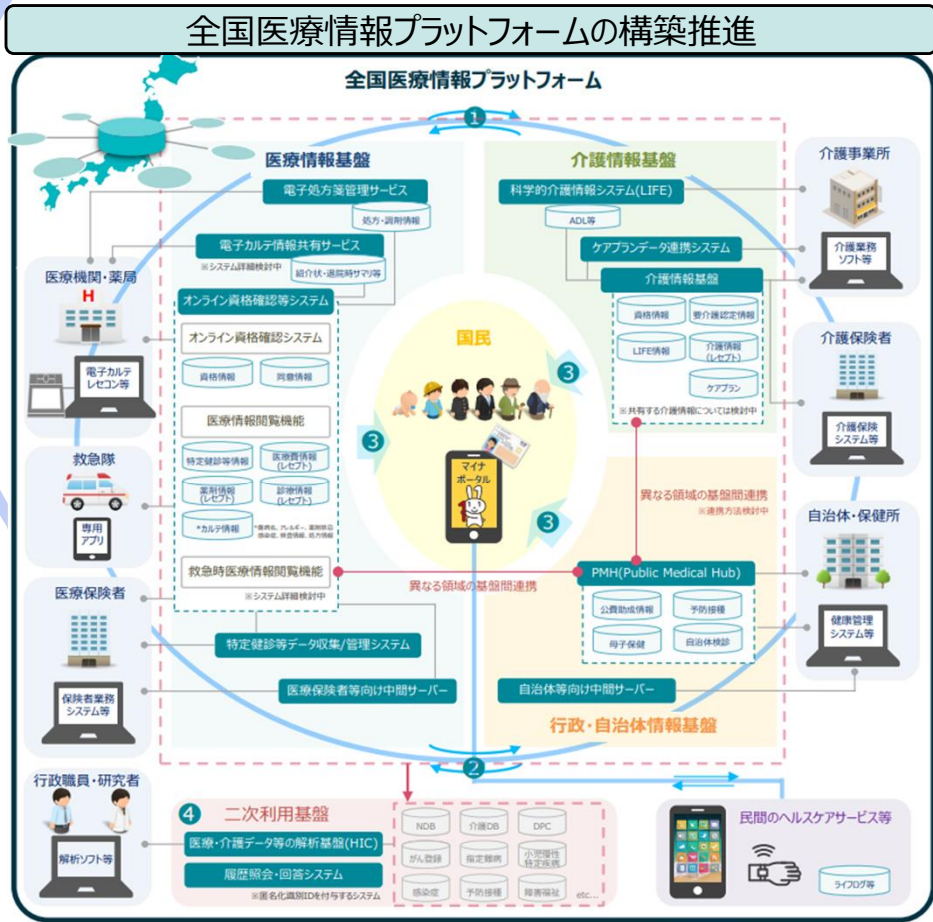 全国医療情報プラットフォームの構築推進
全国医療情報プラットフォーム
1
医療情報基盤
電子処方箋管理サービス
処方・調剤情報
電子カルテ情報共有サービス
※システム詳細検討中
紹介状・退院時サマリ等
オンライン資格確認等システム
オンライン資格確認システム
資格情報
同意情報
医療情報閲覧機能
特定健診等情報
医療費情報
(レセプト)
薬剤情報
(レセプト)
診療情報
(レセプト)
*カルテ情報
*傷病名、アレルギー、薬剤禁忌
感染症、検査情報、処方情報
救急時医療情報閲覧機能
※システム詳細検討中
特定健診等データ収集/管理システム
医療保険者等向け中間サーバー
介護情報基盤
科学的介護情報システム(LIFE)
ADL等
ケアプランデータ連携システム
介護情報基盤
資格情報
要介護認定情報
LIFE情報
介護情報
(レセプト)
ケアプラン
※共有する介護情報については検討中
国民
3
3
3
マイナ
ポータル
異なる領域の基盤間連携
※連携方法検討中
異なる領域の基盤間連携
PMH(Public Medical Hub)
公費助成情報
予防接種
母子保健
自治体検診
自治体等向け中間サーバー
行政・自治体情報基盤
2
医療機関・薬局
H
電子カルテ
レセコン等
救急隊
専用
アプリ
医療保険者
保険者業務
システム等
行政職員・研究者
解析ソフト等
介護事業所
介護業務
ソフト等
介護保険者
介護保険
システム等
自治体・保健所
健康管理
システム等
4
二次利用基盤
医療・介護データ等の解析基盤(HIC)
履歴照会・回答システム
※匿名化識別IDを付与するシステム
NDB
介護DB
DPC
がん登録
指定難病
小児慢性
特定疾病
感染症
予防接種
障害福祉
etc...
民間のヘルスケアサービス等
ライフログ等